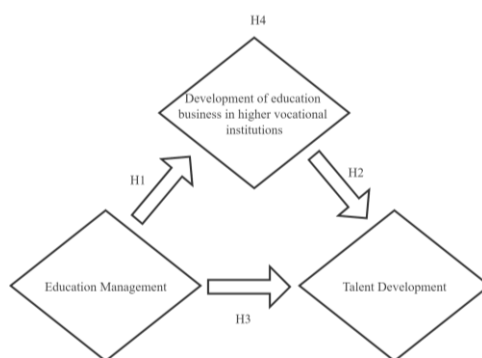 H4
Development of education
business in higher vocational
institutions
H1
H2
Education Management
Talent Development
H3